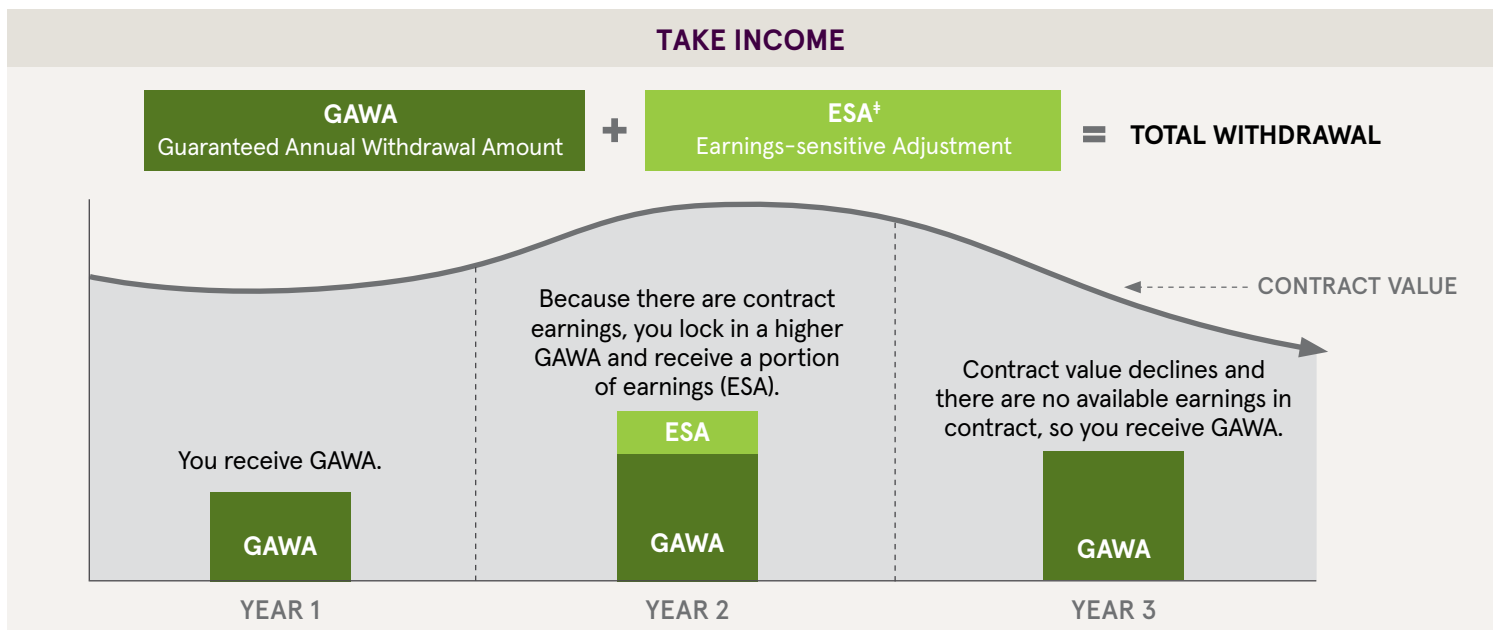 TAKE INCOME
GAWA
Guaranteed Annual Withdrawal Amount
+
ESA‡
Earnings-sensitive Adjustment
= TOTAL WITHDRAWAL
CONTRACT VALUE
You receive GAWA.
GAWA
YEAR 1
Because there are contract
earnings, you lock in a higher
GAWA and receive a portion
of earnings (ESA).
ESA
GAWA
YEAR 2
Contract value declines and
there are no available earnings in
contract, so you receive GAWA.
GAWA
YEAR 3